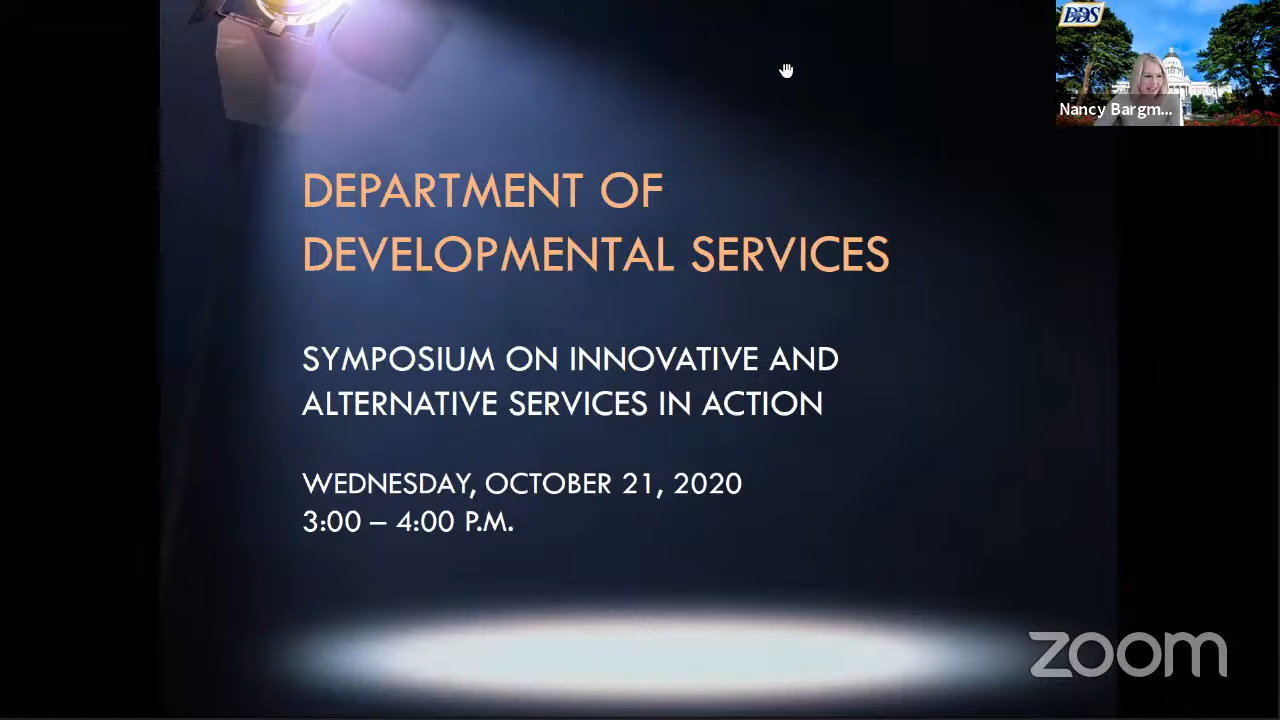 DDS
Nancy Bargm...
DEPARTMENT OF
DEVELOPMENTAL SERVICES
SYMPOSIUM ON INNOVATIVE AND
ALTERNATIVE SERVICES IN ACTION
WEDNESDAY, OCTOBER 21, 2020
3:00 – 4:00 P.M.
zoom